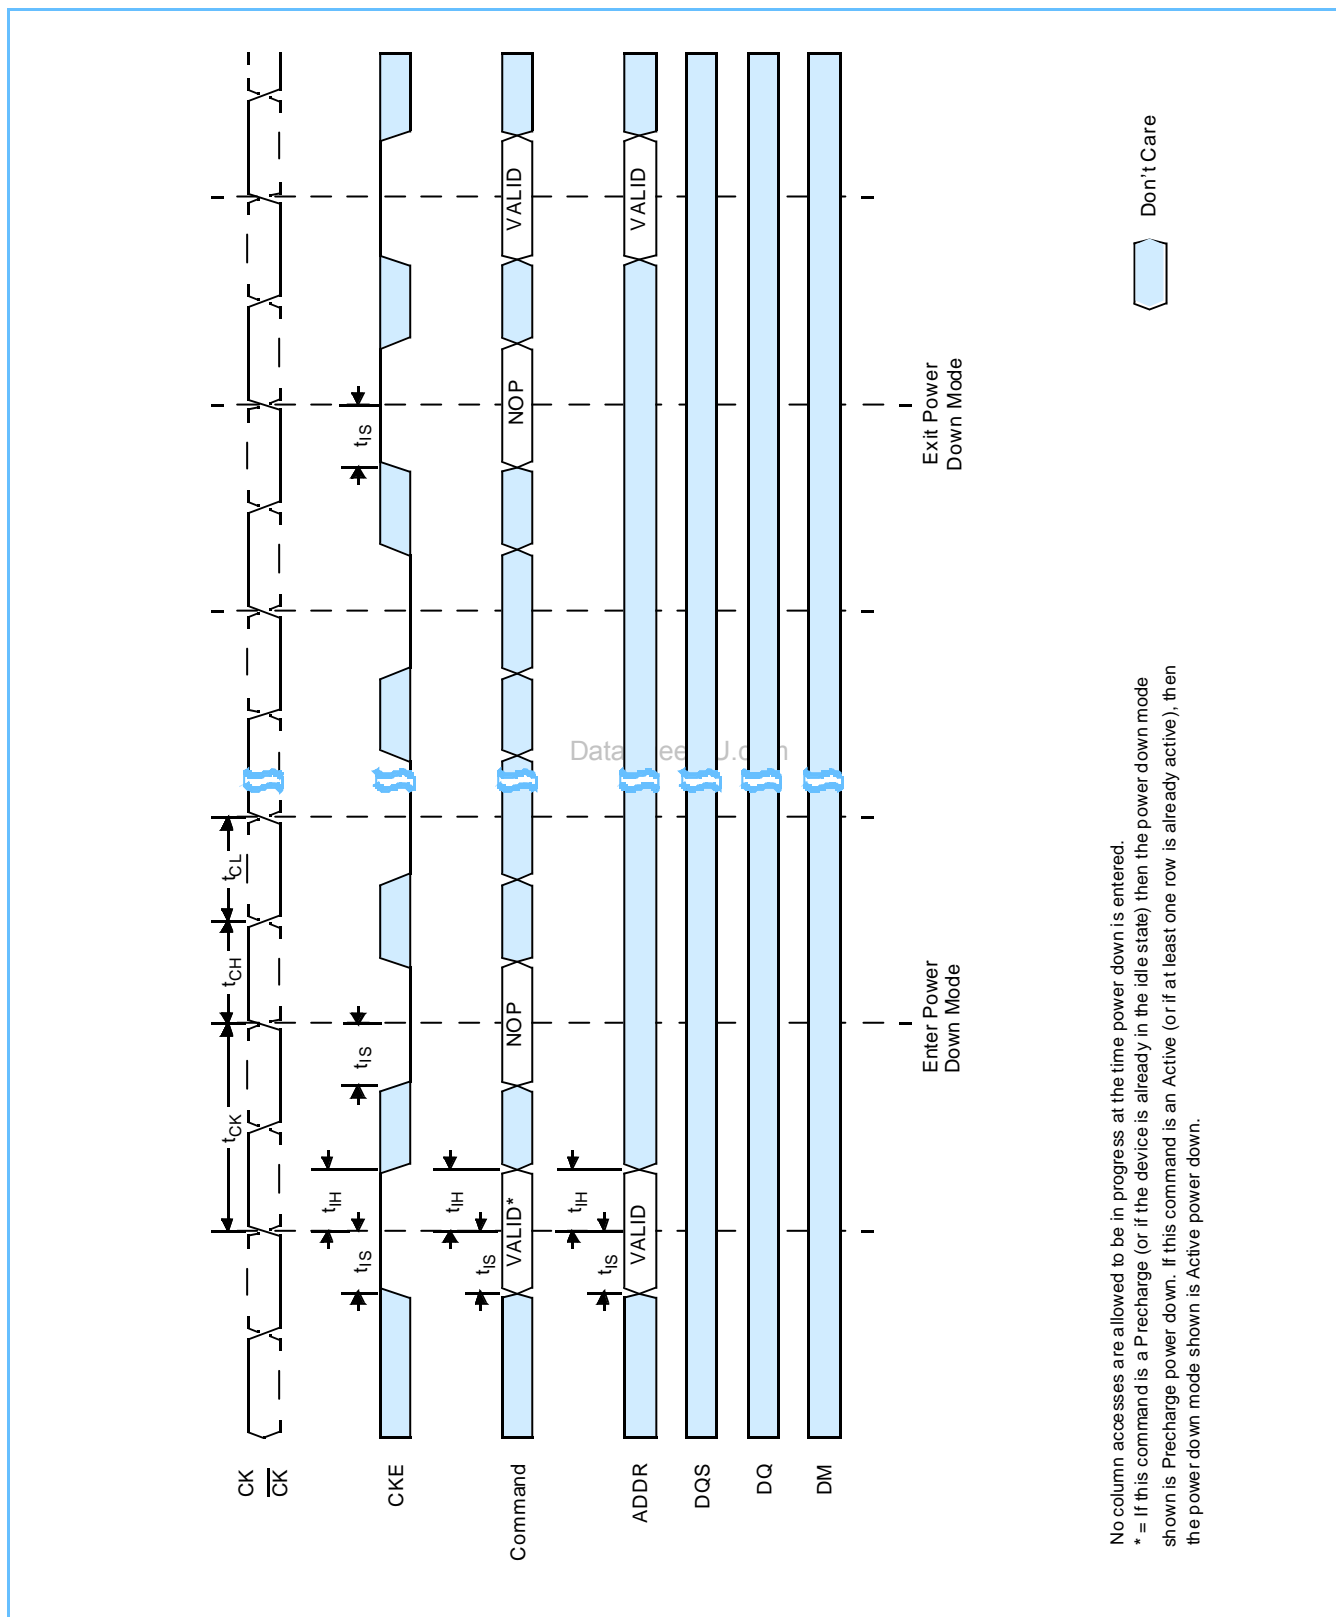 CK
CK
tCK
tCH
tCL
CKE
tIS
tIH
tIS
tIS
Command
tIS
tIH
VALID*
NOP
NOP
VALID
ADDR
tIS
tIH
VALID
VALID
DQS
DQ
DM
Enter Power
Down Mode
Exit Power
Down Mode
Don't Care
No column accesses are allowed to be in progress at the time power down is entered.
* = If this command is a Precharge (or if the device is already in the idle state) then the power down mode
shown is Precharge power down. If this command is an Active (or if at least one row is already active), then
the power down mode shown is Active power down.